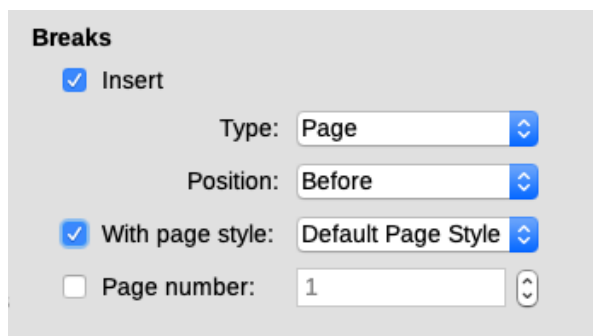 Breaks
Insert
Type: Page
Position: Before
With page style: Default Page Style
Page number: 1